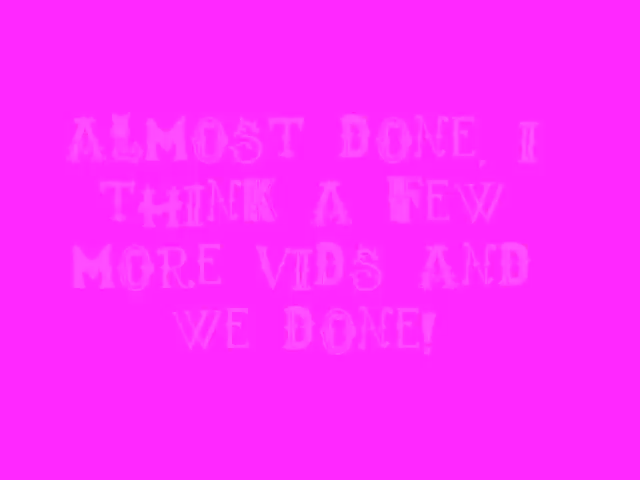 ALMOST DONE, I
THINK A FEW
MORE VIDS AND
WE DONE!